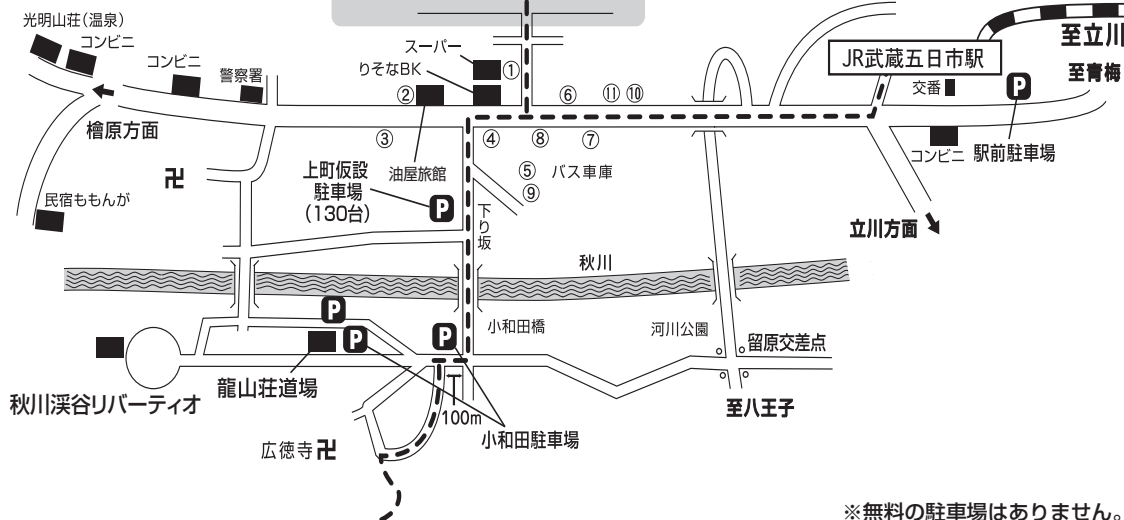 光明山荘（温泉）
コンビニ
コンビニ
警察署
スーパー
りそなBK
①
②
⑥
⑪
⑩
JR武蔵五日市駅
至立川
至青梅
交番
P
コンビニ
駅前駐車場
檜原方面
③
④
⑧
⑦
油屋旅館
⑤
バス車庫
⑨
上町仮設
駐車場
（130台）
P
下り坂
卍
民宿ももんが
立川方面
秋川
P
P
P
小和田橋
河川公園
留原交差点
龍山荘道場
秋川渓谷リバーティオ
100m
小和田駐車場
至八王子
広徳寺卍
※無料の駐車場はありません。